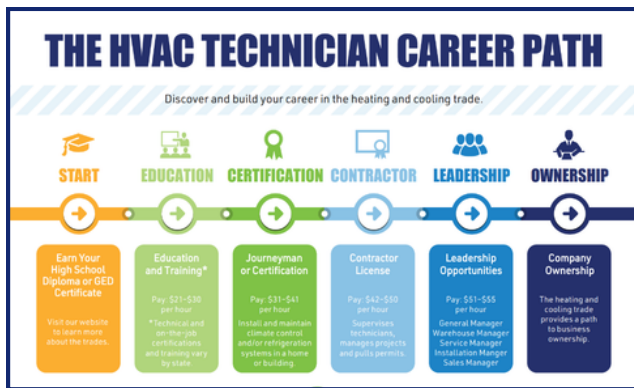 THE HVAC TECHNICIAN CAREER PATH
Discover and build your career in the heating and cooling trade.
START
EDUCATION
CERTIFICATION
CONTRACTOR
LEADERSHIP
OWNERSHIP
Earn Your
High School
Diploma or GED
Certificate
Visit our website
to learn more
about the trades.
Education
and Training*
Pay: $21–$30
per hour
*Technical and
on-the-job
certifications
and training vary
by state
Journeyman
or Certification
Pay: $31–$41
per hour
Install and maintain
climate control
and/or refrigeration
systems in a home
or building.
Contractor
License
Pay: $42–$50
per hour
Supervises
technicians,
manages projects
and pulls permits.
Leadership
Opportunities
Pay: $51–$55
per hour
General Manager
Warehouse Manager
Service Manager
Installation Manger
Sales Manager
Company
Ownership
The heating and
cooling trade
provides a path
to business
ownership.